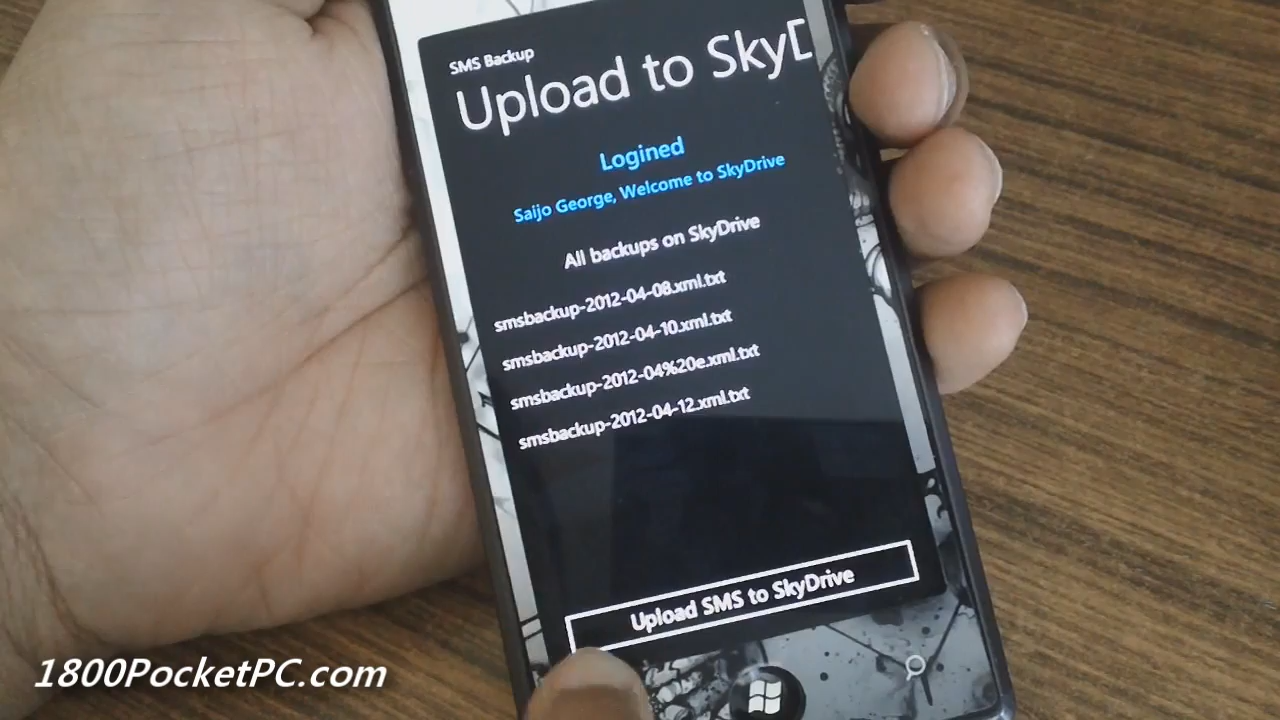 SMS Backup
Upload to SkyD
Logined
Saijo George, Welcome to SkyDrive
All backups on SkyDrive
smsbackup-2012-04-08.xml.txt
smsbackup-2012-04-10.xml.txt
smsbackup-2012-04%20e.xml.txt
smsbackup-2012-04-12.xml.txt
Upload SMS to SkyDrive
1800PocketPC.com